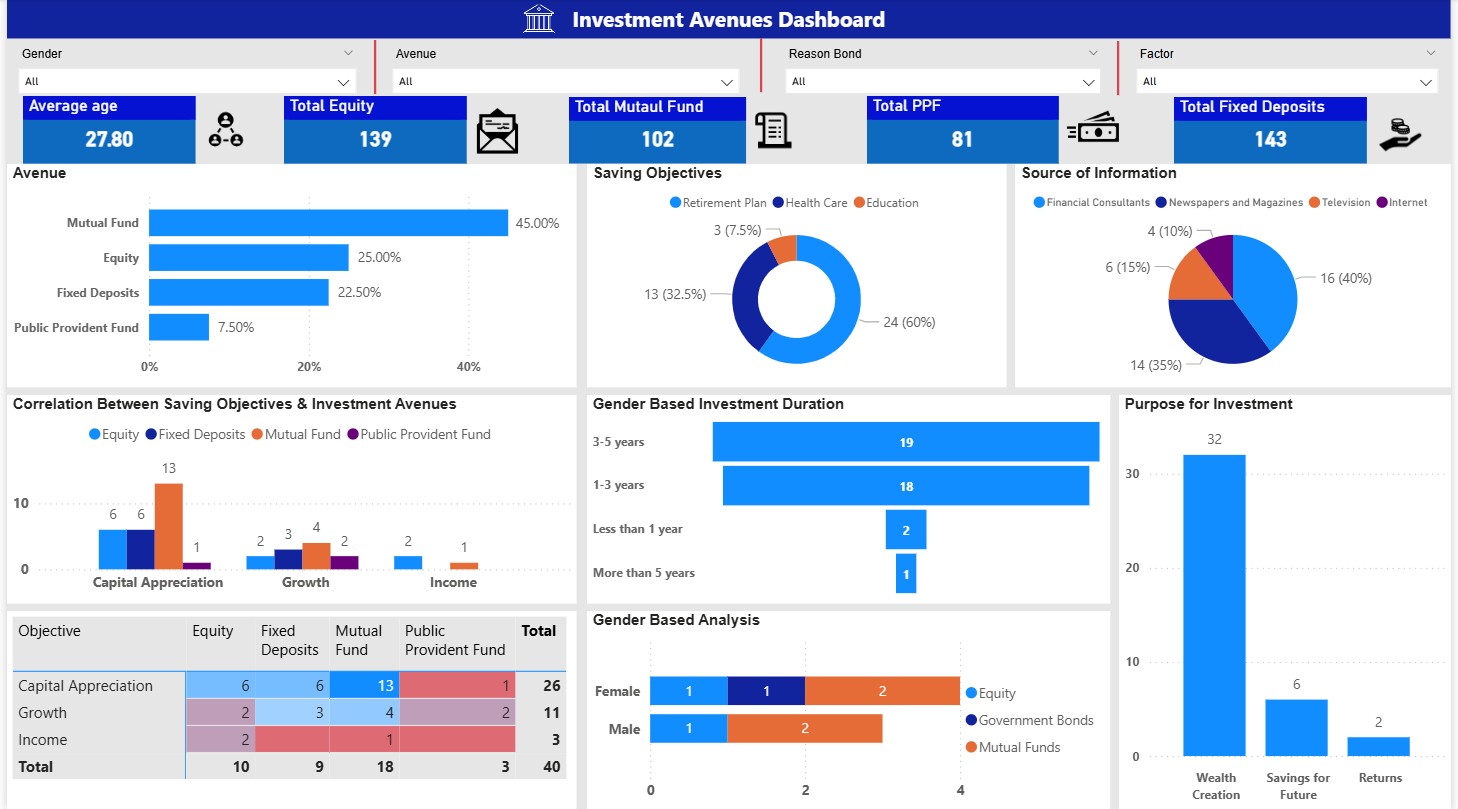 Investment Avenues Dashboard
Gender
All
Avenue
All
Reason Bond
All
Factor
All
Average age
27.80
Total Equity
139
Total Mutaul Fund
102
Total PPF
81
Total Fixed Deposits
143
Avenue
Mutual Fund 45.00%
Equity 25.00%
Fixed Deposits 22.50%
Public Provident Fund 7.50%
0% 20% 40%
Saving Objectives
Retirement Plan Health Care Education
3 (7.5%)
13 (32.5%)
24 (60%)
Source of Information
Financial Consultants Newspapers and Magazines Television Internet
4 (10%)
6 (15%)
16 (40%)
14 (35%)
Correlation Between Saving Objectives & Investment Avenues
Equity Fixed Deposits Mutual Fund Public Provident Fund
10
0
6 6 13 1
2 3 4 2
2 1
Capital Appreciation Growth Income
Gender Based Investment Duration
3-5 years 19
1-3 years 18
Less than 1 year 2
More than 5 years 1
Purpose for Investment
30
20
10
0
32
6
2
Wealth Creation
Savings for Future
Returns
Objective Equity Fixed Deposits Mutual Fund Public Provident Fund Total
Capital Appreciation 6 6 13 1 26
Growth 2 3 4 2 11
Income 2 1 3
Total 10 9 18 3 40
Gender Based Analysis
Female 1 1 2
Male 1 2
0 2 4
Equity
Government Bonds
Mutual Funds